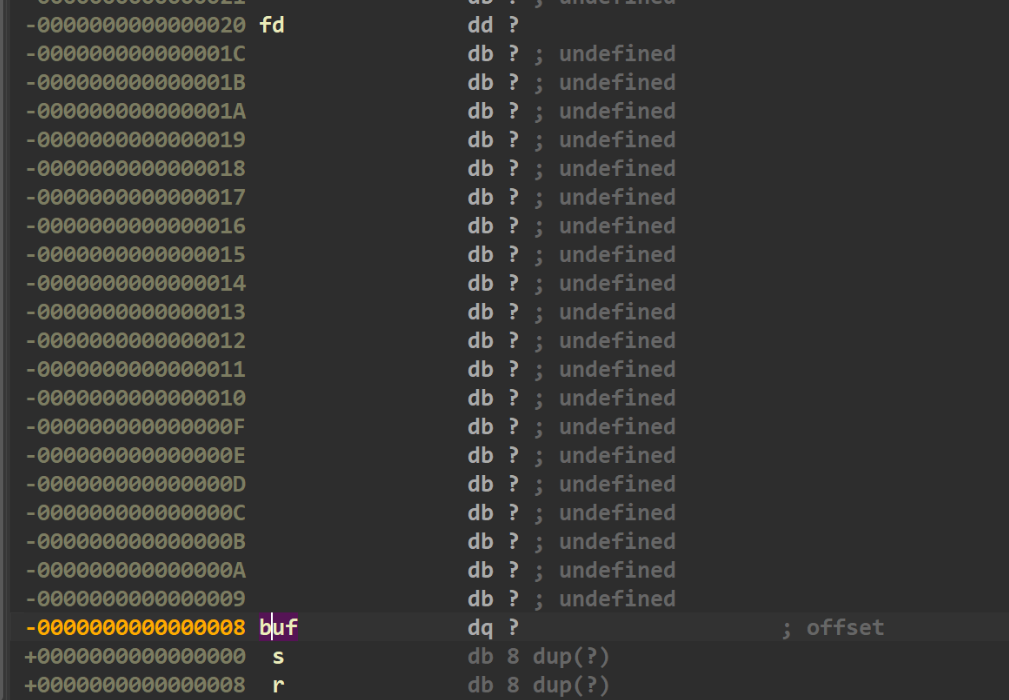 -0000000000000020 fd dd ?
-000000000000001C db ? ; undefined
-000000000000001B db ? ; undefined
-000000000000001A db ? ; undefined
-0000000000000019 db ? ; undefined
-0000000000000018 db ? ; undefined
-0000000000000017 db ? ; undefined
-0000000000000016 db ? ; undefined
-0000000000000015 db ? ; undefined
-0000000000000014 db ? ; undefined
-0000000000000013 db ? ; undefined
-0000000000000012 db ? ; undefined
-0000000000000011 db ? ; undefined
-0000000000000010 db ? ; undefined
-000000000000000F db ? ; undefined
-000000000000000E db ? ; undefined
-000000000000000D db ? ; undefined
-000000000000000C db ? ; undefined
-000000000000000B db ? ; undefined
-000000000000000A db ? ; undefined
-0000000000000009 db ? ; undefined
-0000000000000008 buf dq ? ; offset
+0000000000000000 s db 8 dup(?)
+0000000000000008 r db 8 dup(?)